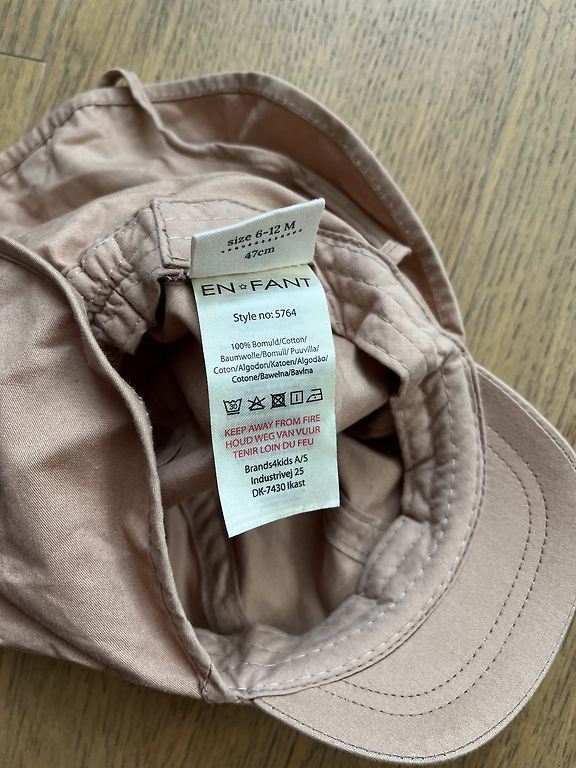 size 6-12 M
47cm
EN☆FANT
Style no: 5764
100% Bomuld/Cotton/
Baumwolle/Bomull/ Puuvilla/
Coton/Algodon/Katoen/Algodão/
Cotone/Bawełna/Bavlna
30
KEEP AWAY FROM FIRE
HOUD WEG VAN VUUR
TENIR LOIN DU FEU
Brands4kids A/S
Industrivej 25
DK-7430 Ikast